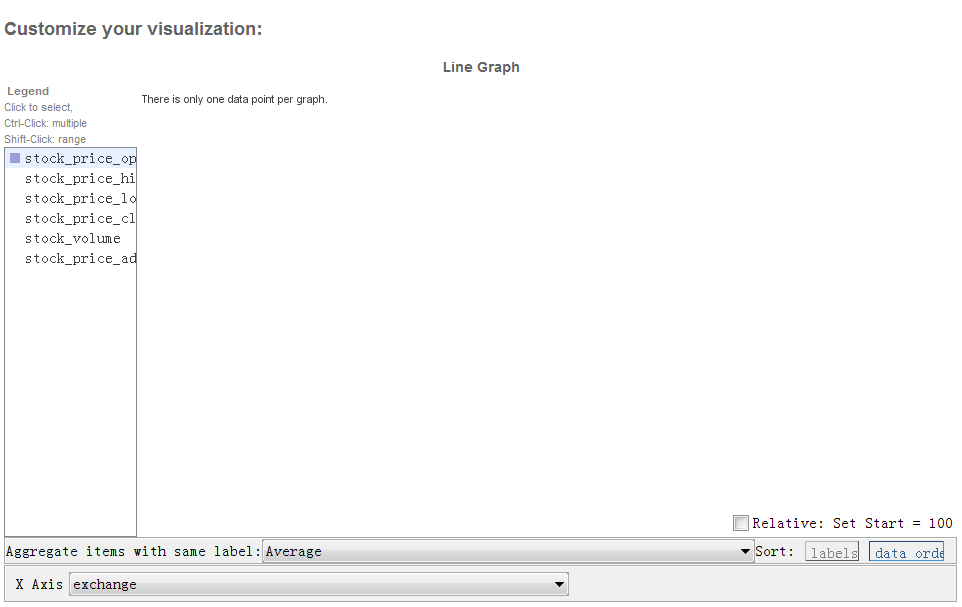 Customize your visualization:
Line Graph
Legend
Click to select,
Ctrl-Click: multiple
Shift-Click: range
There is only one data point per graph.
stock_price_op
stock_price_hi
stock_price_lo
stock_price_cl
stock_volume
stock_price_ad
Relative: Set Start = 100
Aggregate items with same label: Average Sort: labels data orde
X Axis exchange